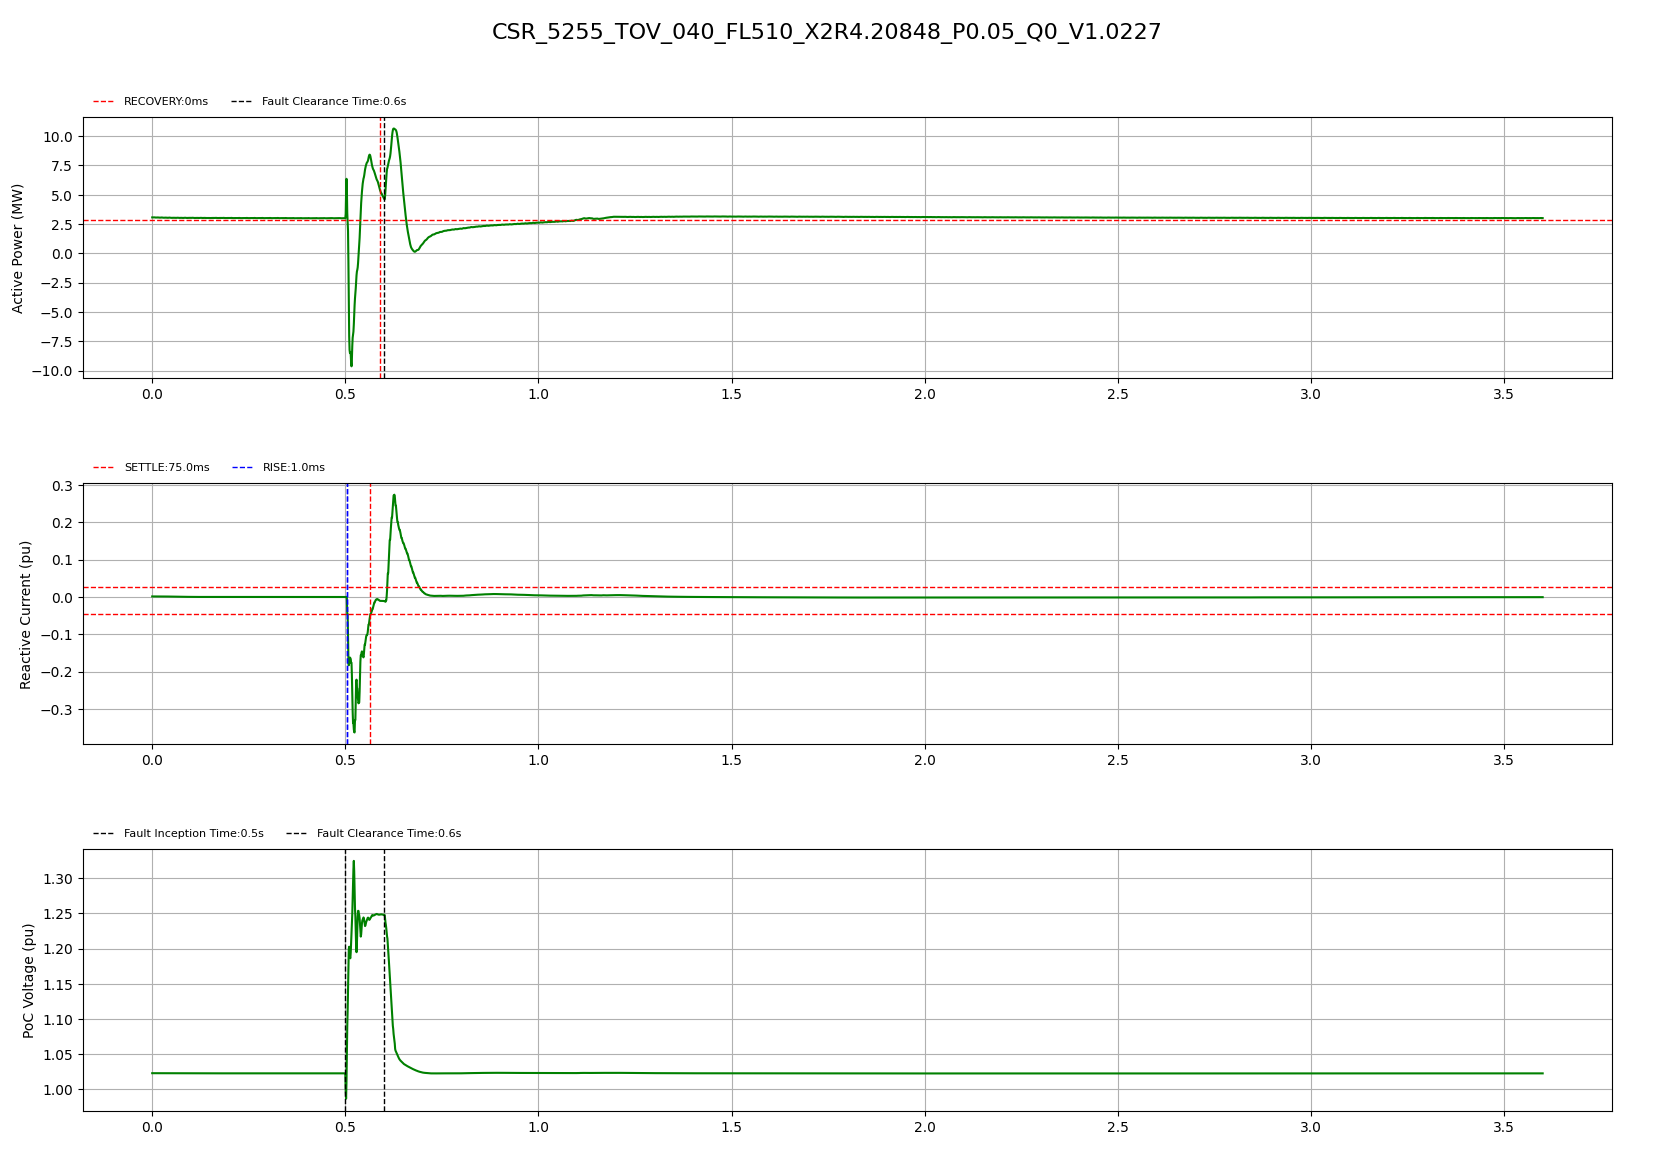 CSR_5255_TOV_040_FL510_X2R4.20848_P0.05_Q0_V1.0227
RECOVERY:0ms Fault Clearance Time:0.6s
Active Power (MW)
10.0
7.5
5.0
2.5
0.0
−2.5
−5.0
−7.5
−10.0
0.0 0.5 1.0 1.5 2.0 2.5 3.0 3.5
SETTLE:75.0ms RISE:1.0ms
Reactive Current (pu)
0.3
0.2
0.1
0.0
−0.1
−0.2
−0.3
0.0 0.5 1.0 1.5 2.0 2.5 3.0 3.5
Fault Inception Time:0.5s Fault Clearance Time:0.6s
PoC Voltage (pu)
1.30
1.25
1.20
1.15
1.10
1.05
1.00
0.0 0.5 1.0 1.5 2.0 2.5 3.0 3.5